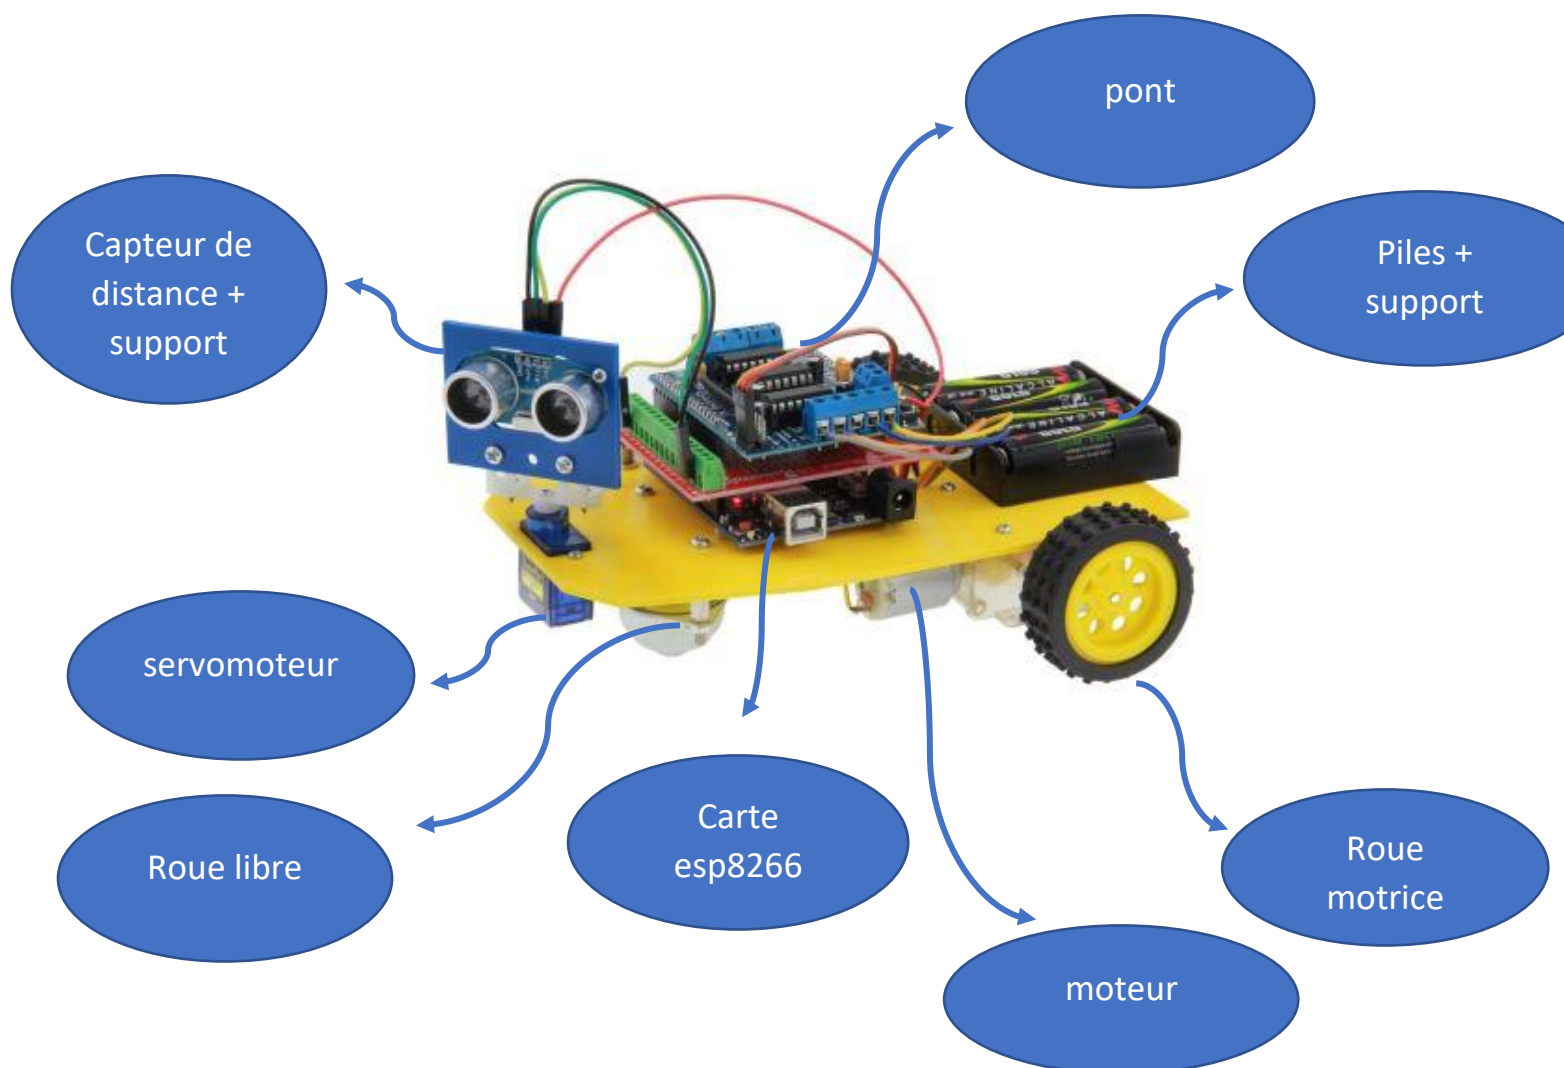 pont
Capteur de
distance +
support
Piles +
support
servomoteur
Roue libre
Carte
esp8266
Roue
motrice
moteur